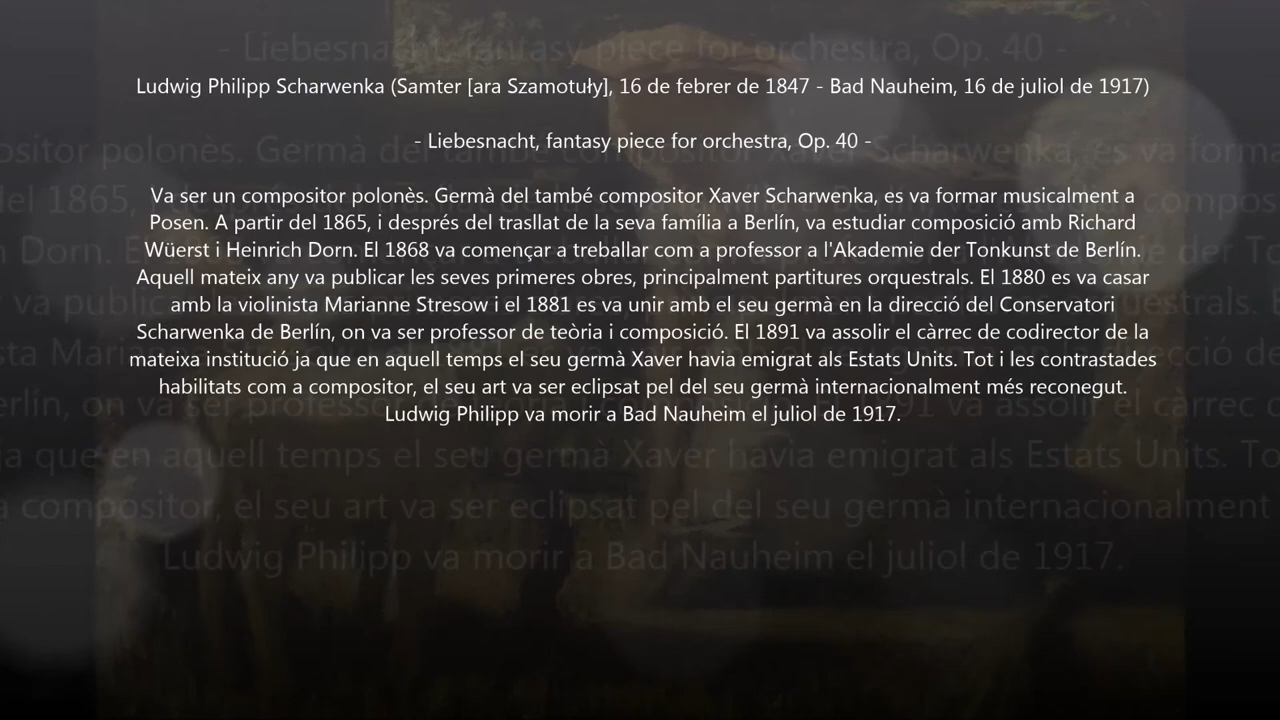 Ludwig Philipp Scharwenka (Samter [ara Szamotuły], 16 de febrer de 1847 - Bad Nauheim, 16 de juliol de 1917)
- Liebesnacht, fantasy piece for orchestra, Op. 40 -
Va ser un compositor polonès. Germà del també compositor Xaver Scharwenka, es va formar musicalment a
Posen. A partir del 1865, i després del trasllat de la seva família a Berlín, va estudiar composició amb Richard
Wüerst i Heinrich Dorn. El 1868 va començar a treballar com a professor a l'Akademie der Tonkunst de Berlín.
Aquell mateix any va publicar les seves primeres obres, principalment partitures orquestrals. El 1880 es va casar
amb la violinista Marianne Stresow i el 1881 es va unir amb el seu germà en la direcció del Conservatori
Scharwenka de Berlín, on va ser professor de teòria i composició. El 1891 va assolir el càrrec de codirector de la
mateixa institució ja que en aquell temps el seu germà Xaver havia emigrat als Estats Units. Tot i les contrastades
habilitats com a compositor, el seu art va ser eclipsat pel del seu germà internacionalment més reconegut.
Ludwig Philipp va morir a Bad Nauheim el juliol de 1917.